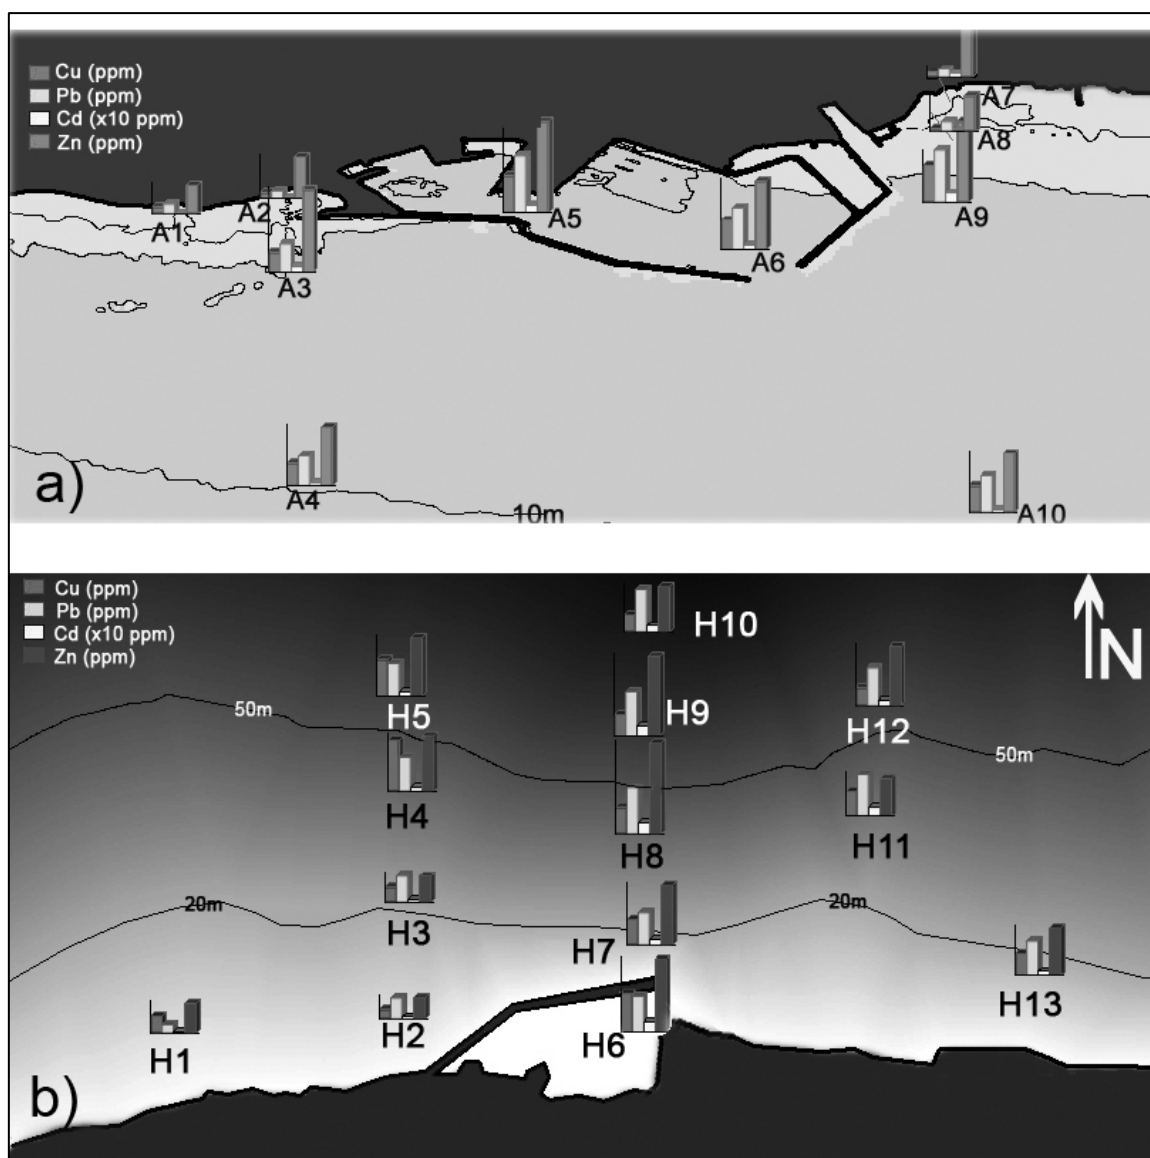 Cu (ppm)
Pb (ppm)
Cd (x10 ppm)
Zn (ppm)
A7
A8
A1
A2
A5
A9
A6
A3
A4
A10
a)
10m
Cu (ppm)
Pb (ppm)
Cd (x10 ppm)
Zn (ppm)
N
H10
H5
50m
H9
H12
50m
H4
H8
H11
20m
20m
H3
H7
H13
H1
H2
H6
b)